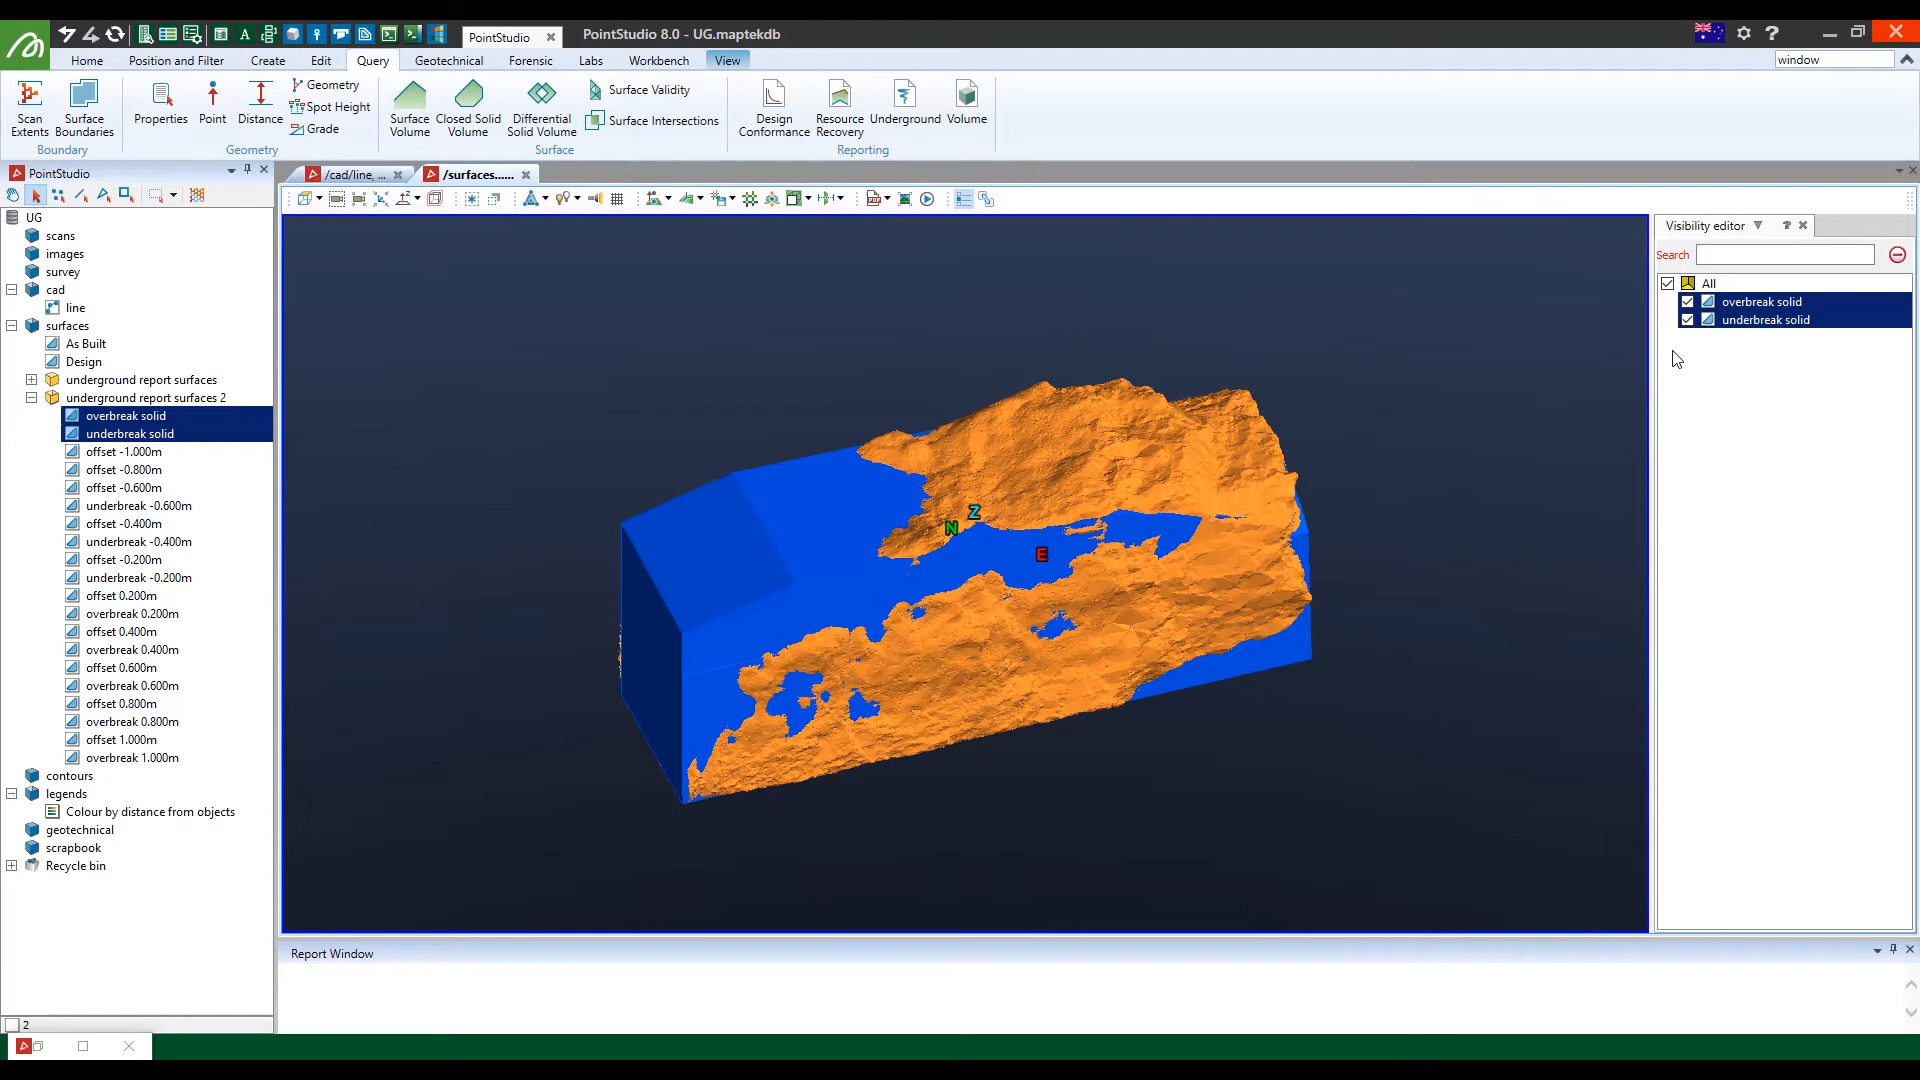 PointStudio
PointStudio 8.0 - UG.maptekdb
Home
Position and Filter
Create
Edit
Query
Geotechnical
Forensic
Labs
Workbench
View
window
Scan Extents
Surface Boundaries
Boundary
Properties
Point
Distance
Geometry
Spot Height
Grade
Geometry
Surface Volume
Closed Solid Volume
Differential Solid Volume
Surface Validity
Surface Intersections
Surface
Design Conformance
Resource Recovery
Underground
Volume
Reporting
PointStudio
/cad/line, ...
/surfaces......
UG
scans
images
survey
cad
line
surfaces
As Built
Design
underground report surfaces
underground report surfaces 2
overbreak solid
underbreak solid
offset -1.000m
offset -0.800m
offset -0.600m
underbreak -0.600m
offset -0.400m
underbreak -0.400m
offset -0.200m
underbreak -0.200m
offset 0.200m
overbreak 0.200m
offset 0.400m
overbreak 0.400m
offset 0.600m
overbreak 0.600m
offset 0.800m
overbreak 0.800m
offset 1.000m
overbreak 1.000m
contours
legends
Colour by distance from objects
geotechnical
scrapbook
Recycle bin
2
Z
N
E
Visibility editor
Search
All
overbreak solid
underbreak solid
Report Window